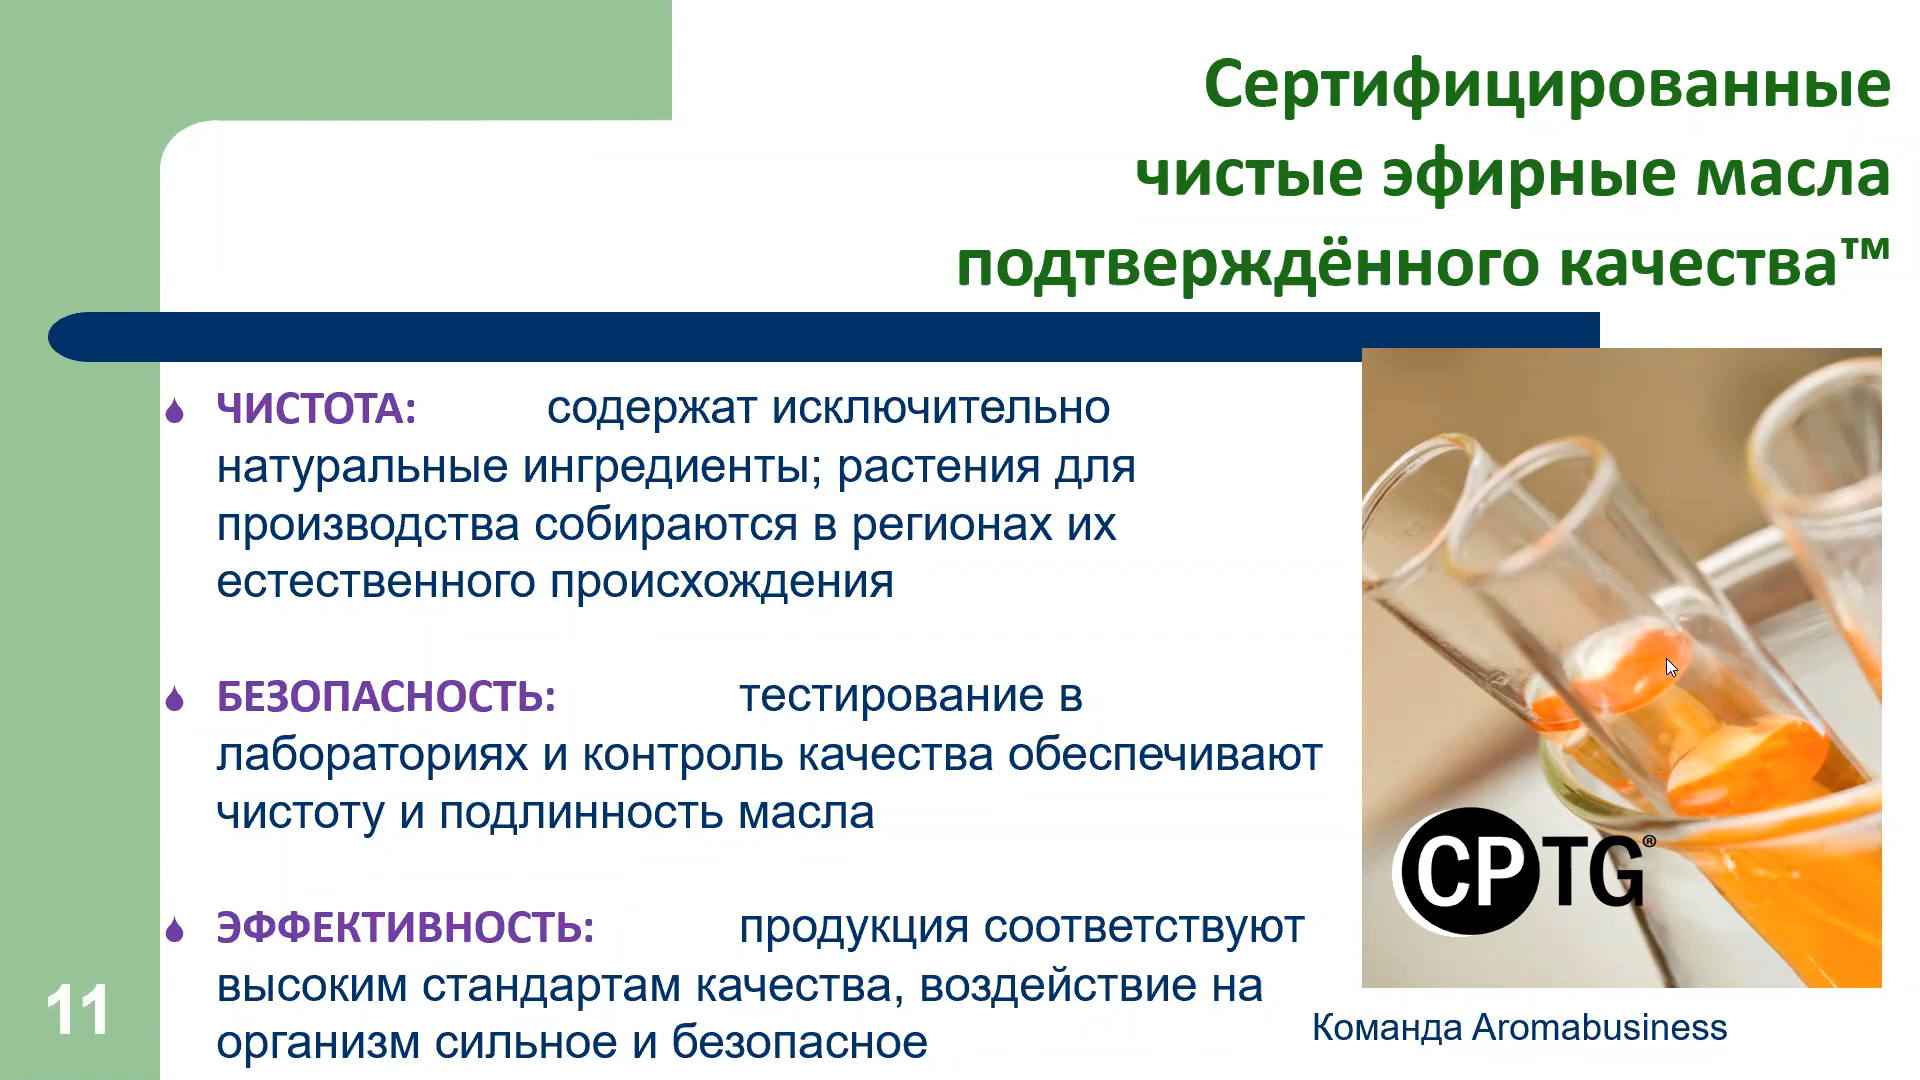 Сертифицированные
чистые эфирные масла
подтверждённого качества™
ЧИСТОТА: содержат исключительно
натуральные ингредиенты; растения для
производства собираются в регионах их
естественного происхождения
БЕЗОПАСНОСТЬ: тестирование в
лабораториях и контроль качества обеспечивают
чистоту и подлинность масла
ЭФФЕКТИВНОСТЬ: продукция соответствуют
высоким стандартам качества, воздействие на
организм сильное и безопасное
CPTG®
Команда Aromabusiness
11